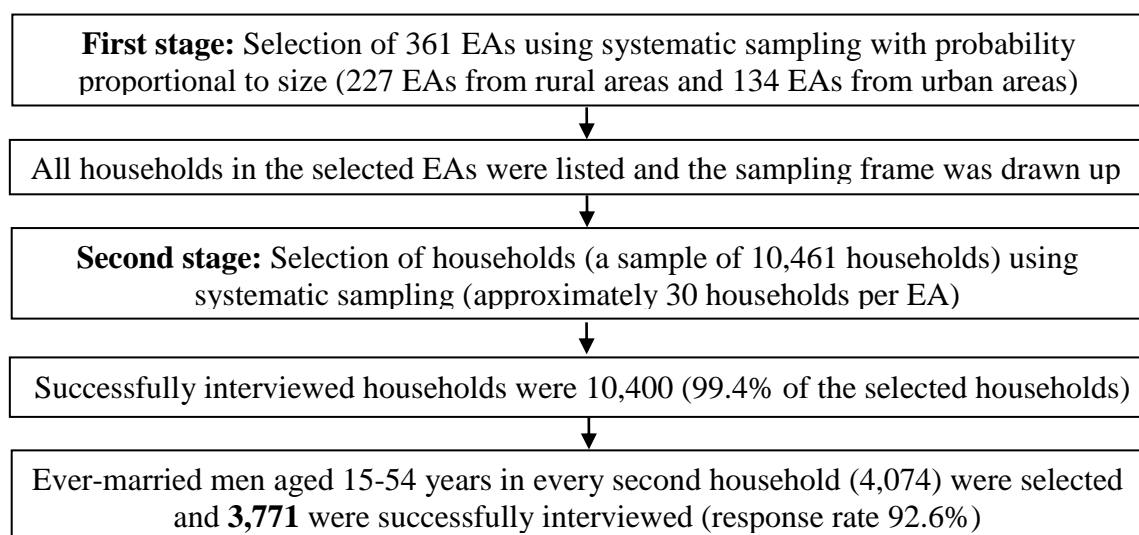 First stage: Selection of 361 EAs using systematic sampling with probability
proportional to size (227 EAs from rural areas and 134 EAs from urban areas)
All households in the selected EAs were listed and the sampling frame was drawn up
Second stage: Selection of households (a sample of 10,461 households) using
systematic sampling (approximately 30 households per EA)
Successfully interviewed households were 10,400 (99.4% of the selected households)
Ever-married men aged 15-54 years in every second household (4,074) were selected
and 3,771 were successfully interviewed (response rate 92.6%)